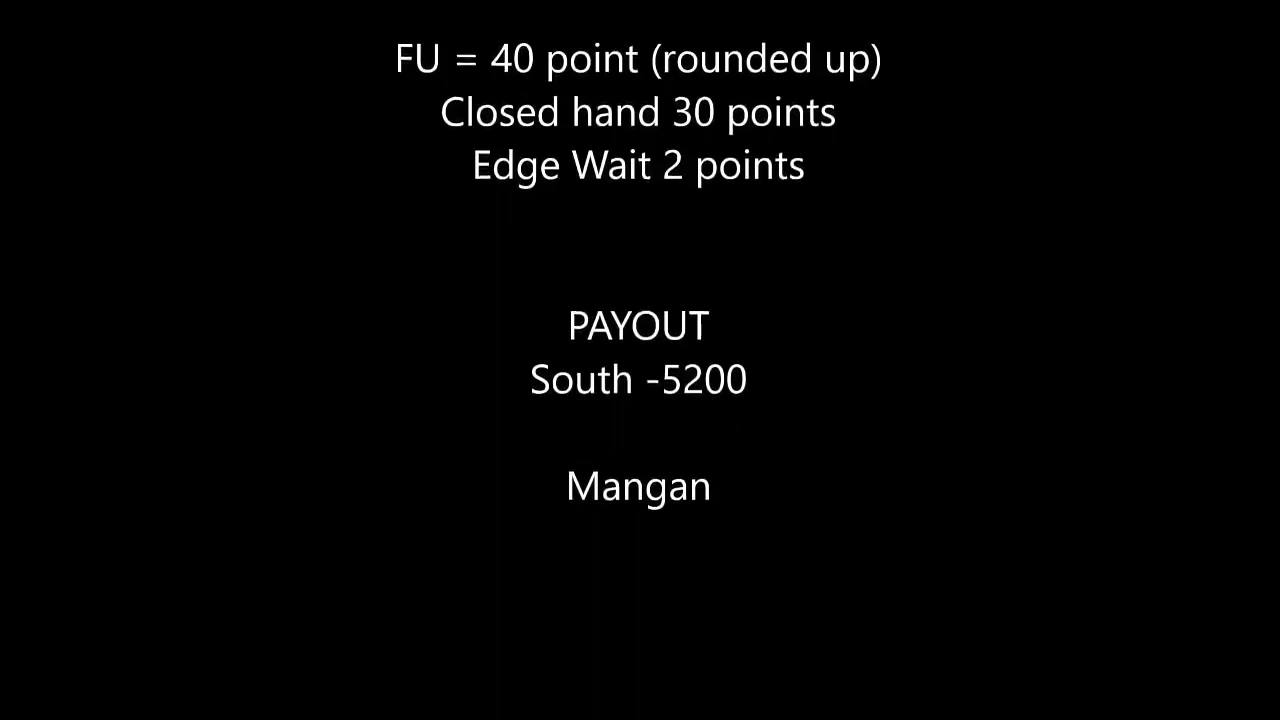 FU = 40 point (rounded up)
Closed hand 30 points
Edge Wait 2 points
PAYOUT
South -5200
Mangan